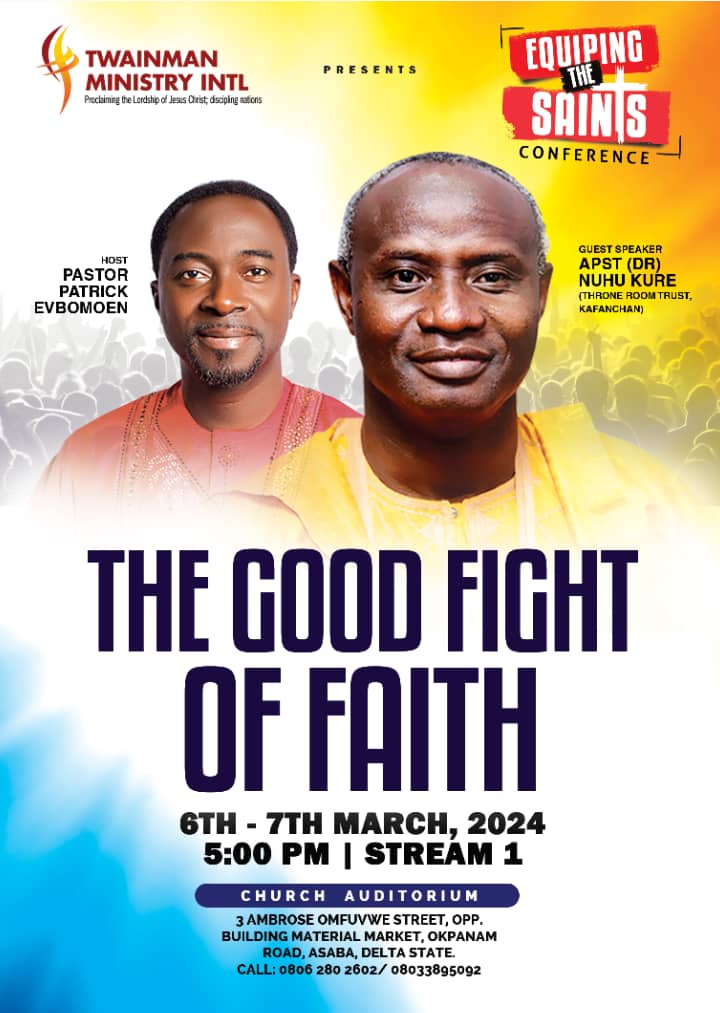 TWAINMAN
MINISTRY INTL
Proclaiming the Lordship of Jesus Christ; discipling nations
PRESENTS
EQUIPING
THE
SAINTS
CONFERENCE
HOST
PASTOR
PATRICK
EVBOMOEN
GUEST SPEAKER
APST (DR)
NUHU KURE
(THRONE ROOM TRUST,
KAFANCHAN)
THE GOOD FIGHT
OF FAITH
6TH - 7TH MARCH, 2024
5:00 PM | STREAM 1
CHURCH AUDITORIUM
3 AMBROSE OMFUVWE STREET, OPP.
BUILDING MATERIAL MARKET, OKPANAM
ROAD, ASABA, DELTA STATE.
CALL: 0806 280 2602/ 08033895092